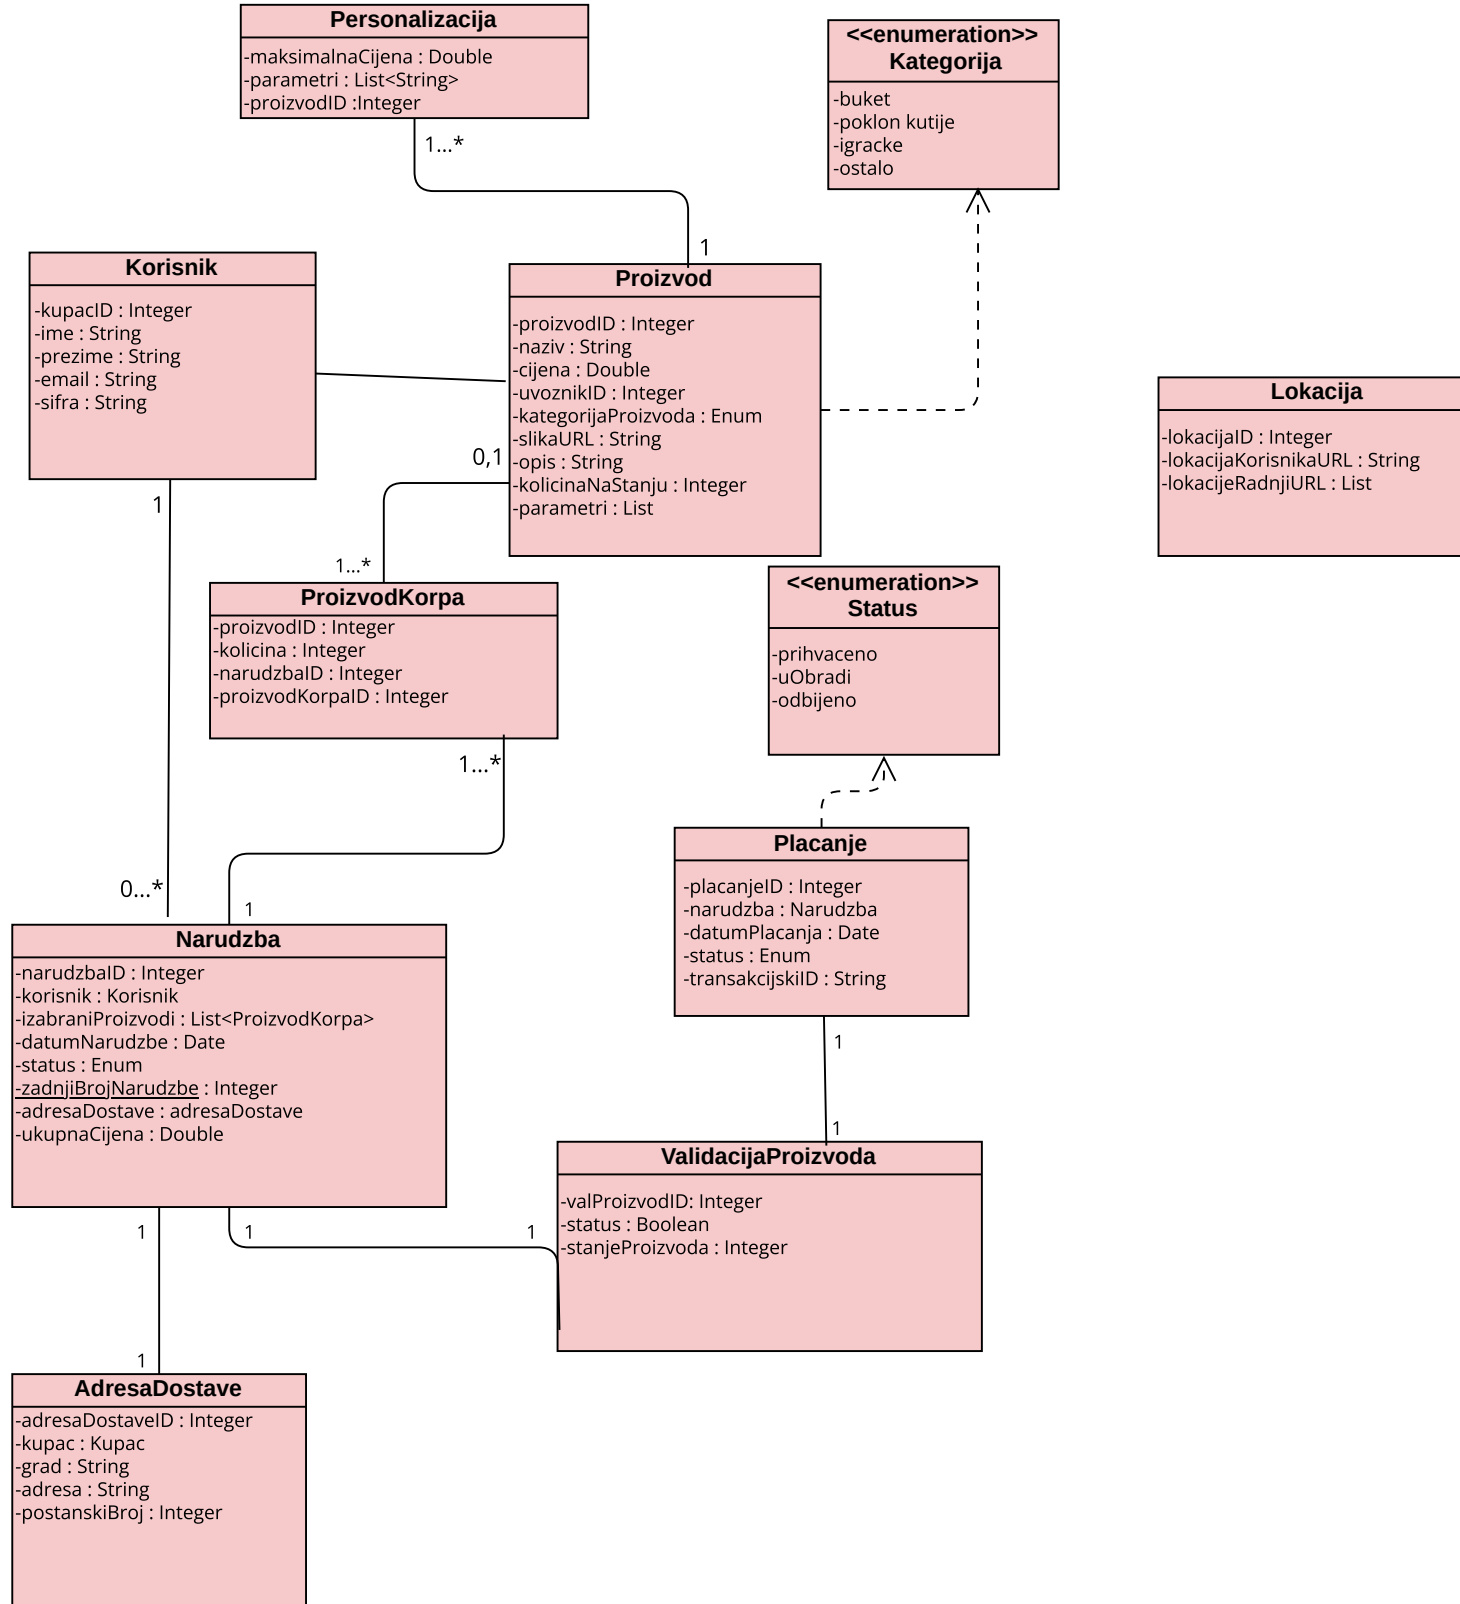 Personalizacija
-maksimalnaCijena : Double
-parametri : List<String>
-proizvodID :Integer
1...*
1
<<enumeration>>
Kategorija
-buket
-poklon kutije
-igracke
-ostalo
Korisnik
-kupacID : Integer
-ime : String
-prezime : String
-email : String
-sifra : String
1
0...*
Proizvod
-proizvodID : Integer
-naziv : String
-cijena : Double
-uvoznikID : Integer
-kategorijaProizvoda : Enum
-slikaURL : String
-opis : String
-kolicinaNaStanju : Integer
-parametri : List
0,1
1...*
Lokacija
-lokacijaID : Integer
-lokacijaKorisnikaURL : String
-lokacijeRadnjiURL : List
ProizvodKorpa
-proizvodID : Integer
-kolicina : Integer
-narudzbaID : Integer
-proizvodKorpaID : Integer
1...*
1
<<enumeration>>
Status
-prihvaceno
-uObradi
-odbijeno
Placanje
-placanjeID : Integer
-narudzba : Narudzba
-datumPlacanja : Date
-status : Enum
-transakcijskiID : String
1
1
Narudzba
-narudzbaID : Integer
-korisnik : Korisnik
-izabraniProizvodi : List<ProizvodKorpa>
-datumNarudzbe : Date
-status : Enum
-zadnjiBrojNarudzbe : Integer
-adresaDostave : adresaDostave
-ukupnaCijena : Double
1
1
1
1
ValidacijaProizvoda
-valProizvodID: Integer
-status : Boolean
-stanjeProizvoda : Integer
AdresaDostave
-adresaDostaveID : Integer
-kupac : Kupac
-grad : String
-adresa : String
-postanskiBroj : Integer